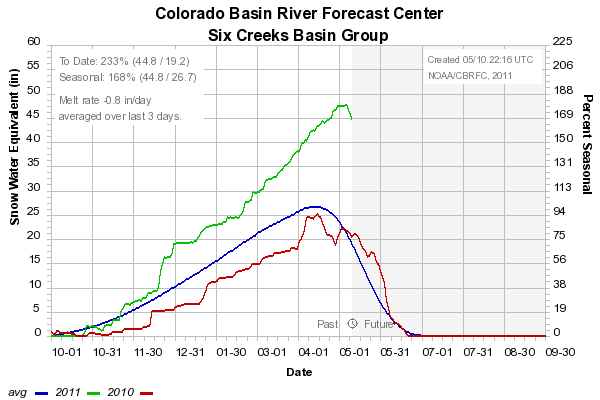 Colorado Basin River Forecast Center
Six Creeks Basin Group
To Date: 233% (44.8 / 19.2)
Seasonal: 168% (44.8 / 26.7)
Melt rate -0.8 in/day
averaged over last 3 days.
Created 05/10.22:16 UTC
NOAA/CBRFC, 2011
Snow Water Equivalent (in)
60
55
50
45
40
35
30
25
20
15
10
5
0
225
206
188
169
150
131
113
94
75
56
38
19
0
Percent Seasonal
Past
Future
10-01 10-31 11-30 12-31 01-30 03-01 04-01 05-01 05-31 07-01 07-31 08-30 09-30
Date
avg 2011 2010